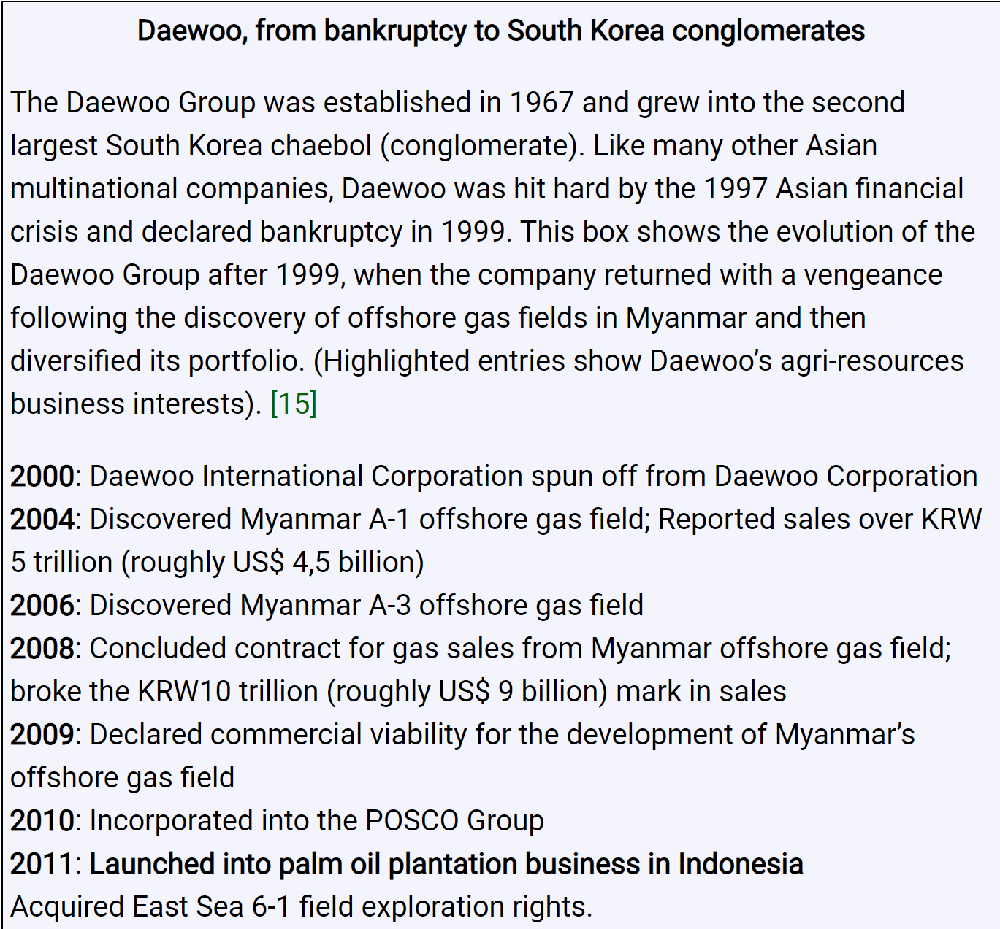 Daewoo, from bankruptcy to South Korea conglomerates
The Daewoo Group was established in 1967 and grew into the second
largest South Korea chaebol (conglomerate). Like many other Asian
multinational companies, Daewoo was hit hard by the 1997 Asian financial
crisis and declared bankruptcy in 1999. This box shows the evolution of the
Daewoo Group after 1999, when the company returned with a vengeance
following the discovery of offshore gas fields in Myanmar and then
diversified its portfolio. (Highlighted entries show Daewoo’s agri-resources
business interests). [15]
2000: Daewoo International Corporation spun off from Daewoo Corporation
2004: Discovered Myanmar A-1 offshore gas field; Reported sales over KRW
5 trillion (roughly US$ 4,5 billion)
2006: Discovered Myanmar A-3 offshore gas field
2008: Concluded contract for gas sales from Myanmar offshore gas field;
broke the KRW10 trillion (roughly US$ 9 billion) mark in sales
2009: Declared commercial viability for the development of Myanmar’s
offshore gas field
2010: Incorporated into the POSCO Group
2011: Launched into palm oil plantation business in Indonesia
Acquired East Sea 6-1 field exploration rights.